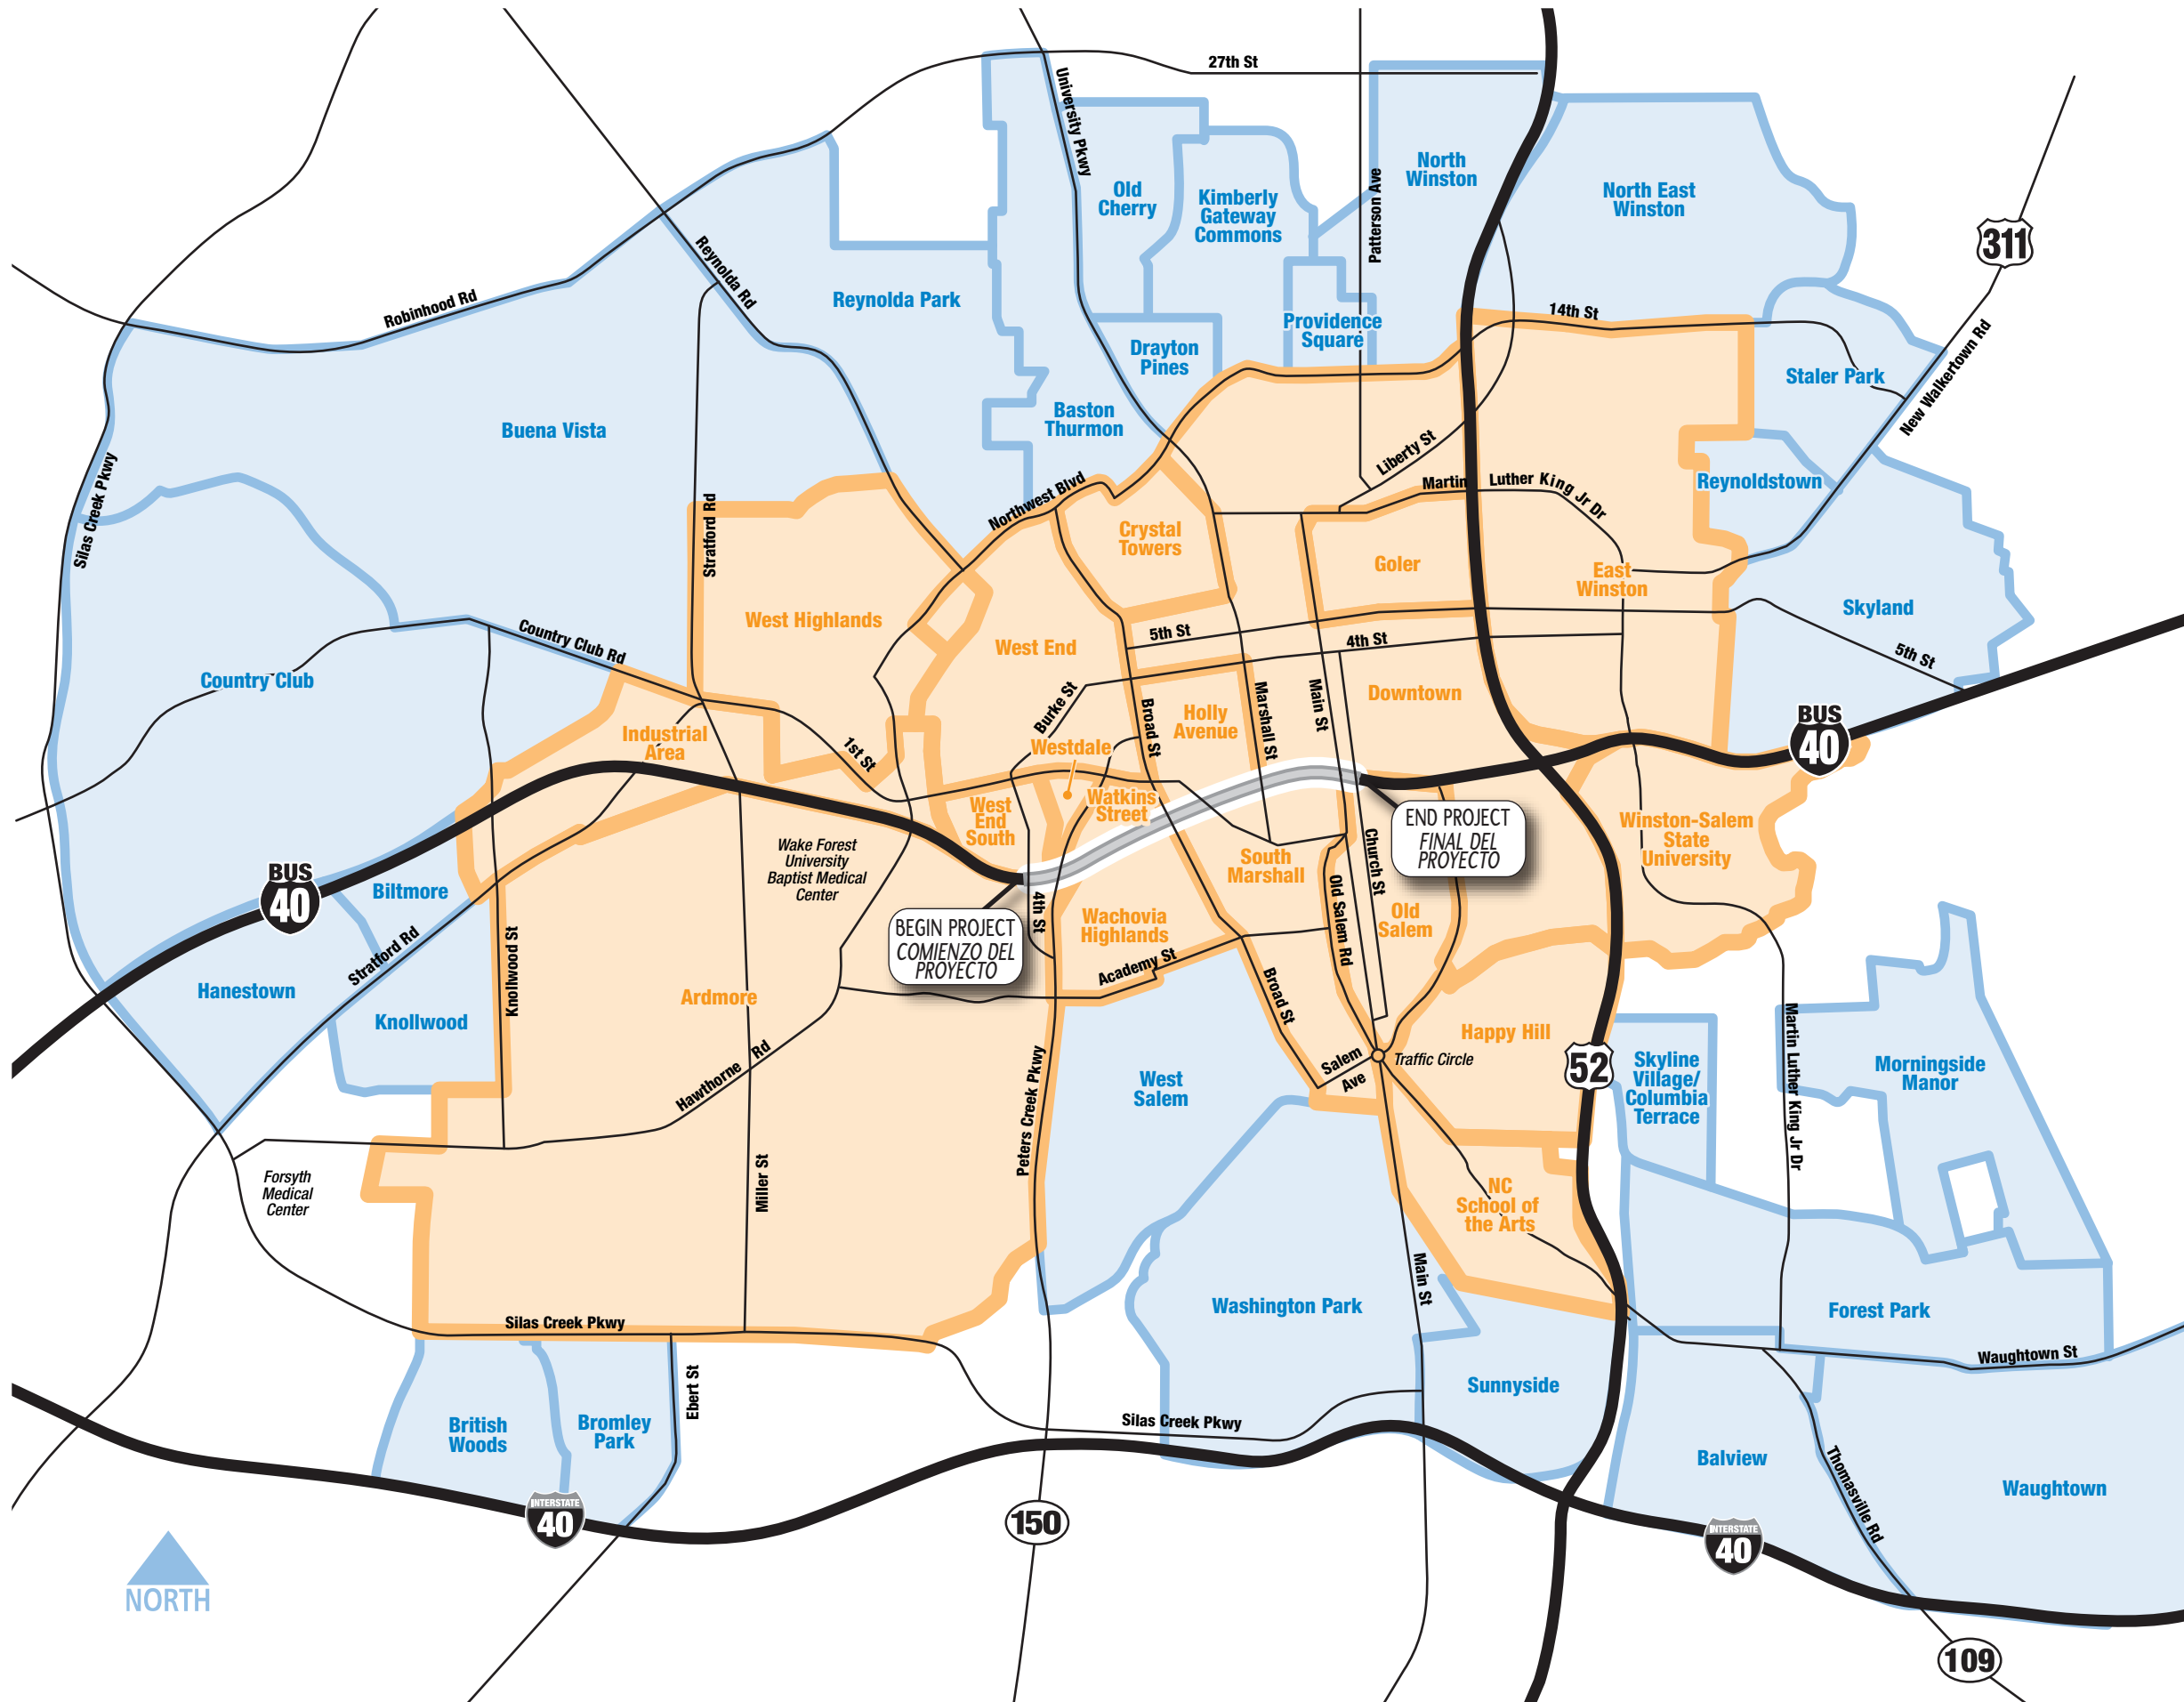 27th St
University Pkwy
Patterson Ave
North
Winston
North East
Winston
Old
Cherry
Kimberly
Gateway
Commons
311
Reynolda Rd
Robinhood Rd
Reynolda Park
Providence
Square
14th St
Drayton
Pines
New Walkertown Rd
Staler Park
Buena Vista
Baston
Thurmon
Liberty St
Silas Creek Pkwy
Stratford Rd
Northwest Blvd
Martin Luther King Jr Dr
Reynoldstown
Crystal
Towers
Goler
East
Winston
Skyland
West Highlands
Country Club Rd
West End
5th St
4th St
5th St
Country Club
Industrial
Area
1st St
Burke St
Westdale
Broad St
Holly
Avenue
Marshall St
Main St
Downtown
BUS
40
West
End
South
Watkins
Street
END PROJECT
FINAL DEL
PROYECTO
Winston-Salem
State
University
Wake Forest
University
Baptist Medical
Center
South
Marshall
Church St
Old Salem Rd
Old
Salem
BUS
40
Biltmore
BEGIN PROJECT
COMIENZO DEL
PROYECTO
4th St
Wachovia
Highlands
Academy St
Stratford Rd
Knollwood St
Hanestown
Knollwood
Ardmore
Broad St
Happy Hill
Martin Luther King Jr Dr
Hawthorne Rd
Peters Creek Pkwy
West
Salem
Salem
Ave
Traffic Circle
52
Skyline
Village/
Columbia
Terrace
Morningside
Manor
Forsyth
Medical
Center
Miller St
NC
School of
the Arts
Main St
Washington Park
Forest Park
Silas Creek Pkwy
Waughtown St
Ebert St
Sunnyside
British
Woods
Bromley
Park
Silas Creek Pkwy
Balview
Thomasville Rd
Waughtown
INTERSTATE
40
150
INTERSTATE
40
NORTH
109